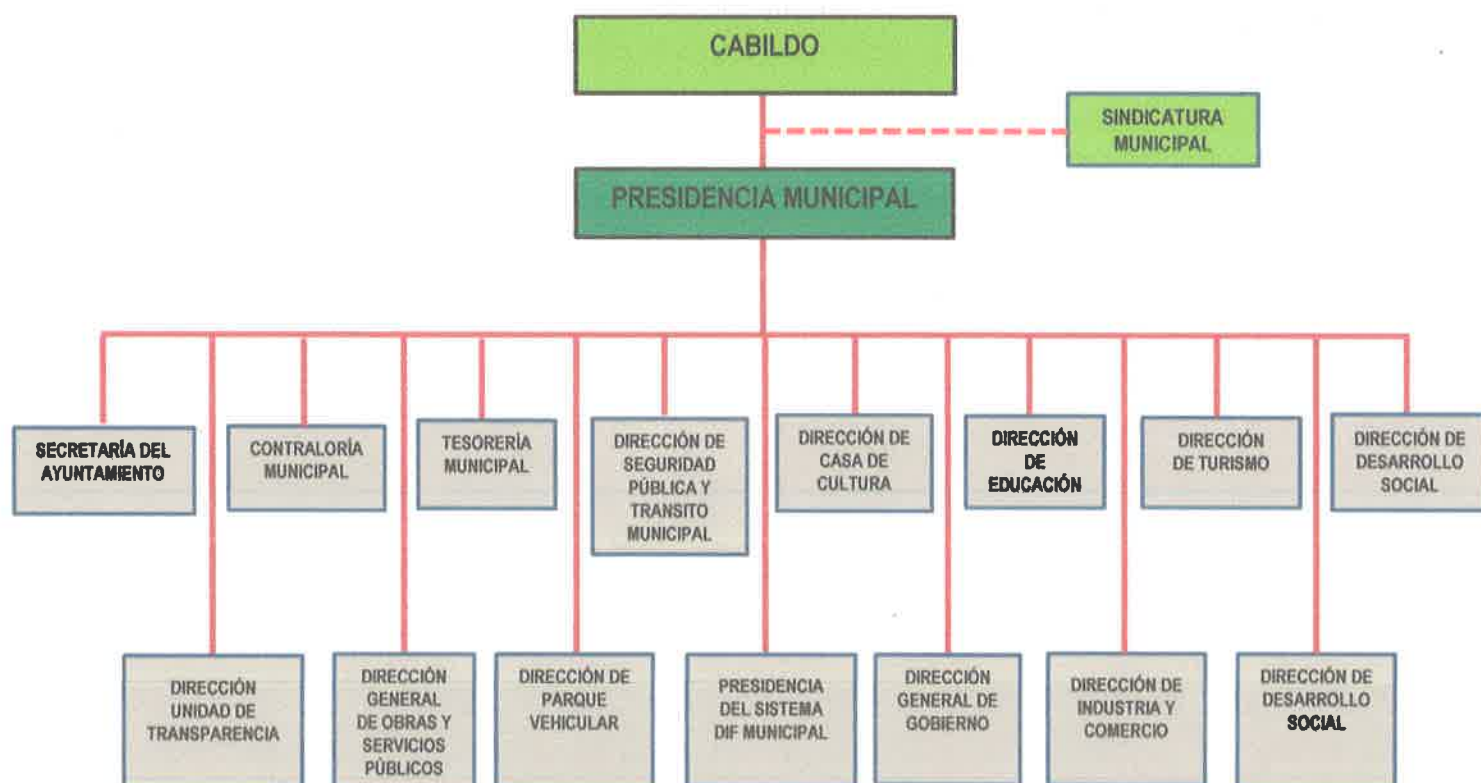 CABILDO
SINDICATURA
MUNICIPAL
PRESIDENCIA MUNICIPAL
SECRETARÍA DEL
AYUNTAMIENTO
CONTRALORÍA
MUNICIPAL
TESORERÍA
MUNICIPAL
DIRECCIÓN DE
SEGURIDAD
PÚBLICA Y
TRANSITO
MUNICIPAL
DIRECCIÓN DE
CASA DE
CULTURA
DIRECCIÓN
DE
EDUCACIÓN
DIRECCIÓN
DE TURISMO
DIRECCIÓN DE
DESARROLLO
SOCIAL
DIRECCIÓN
UNIDAD DE
TRANSPARENCIA
DIRECCIÓN
GENERAL
DE OBRAS Y
SERVICIOS
PÚBLICOS
DIRECCIÓN DE
PARQUE
VEHICULAR
PRESIDENCIA
DEL SISTEMA
DIF MUNICIPAL
DIRECCIÓN
GENERAL DE
GOBIERNO
DIRECCIÓN DE
INDUSTRIA Y
COMERCIO
DIRECCIÓN DE
DESARROLLO
SOCIAL